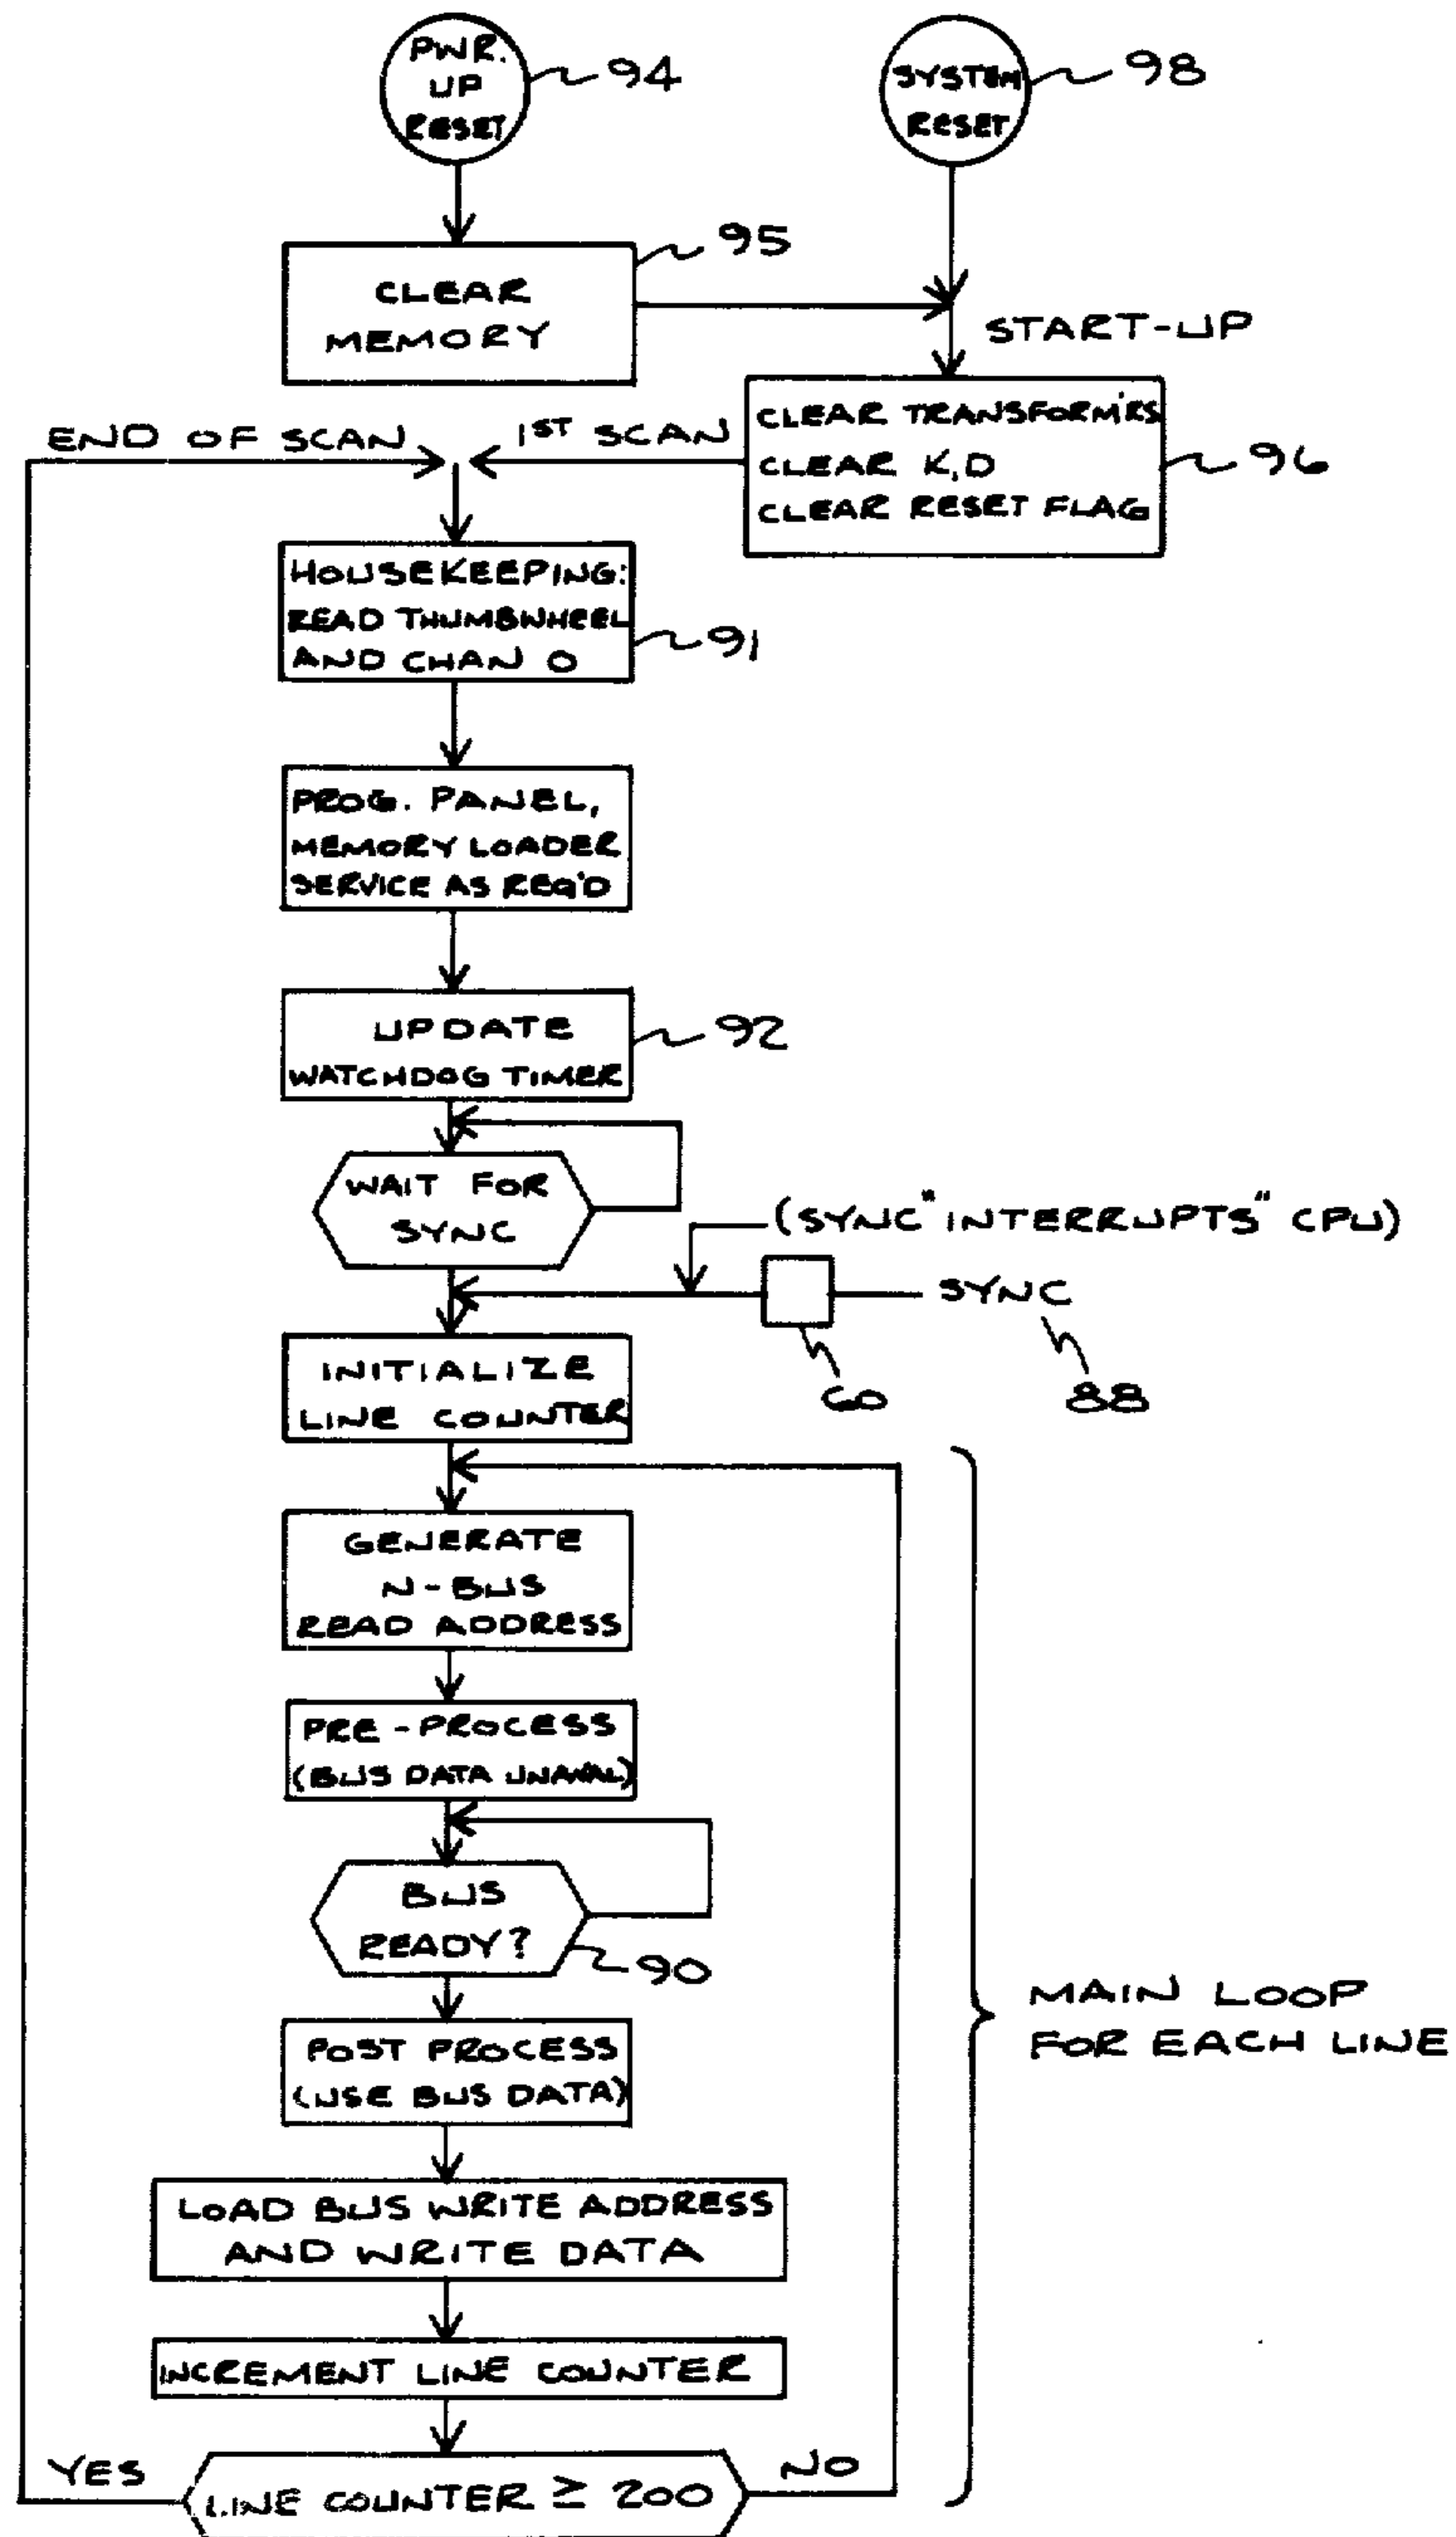 PWR.
UP
RESET
94
SYSTEM
RESET
98
CLEAR
MEMORY
95
START-UP
END OF SCAN
1ST SCAN
CLEAR TRANSFORM'RS
CLEAR K,D
CLEAR RESET FLAG
96
HOUSEKEEPING:
READ THUMBWHEEL
AND CHAN 0
91
PROG. PANEL,
MEMORY LOADER
SERVICE AS REQ'D
UPDATE
WATCHDOG TIMER
92
WAIT FOR
SYNC
(SYNC "INTERRUPTS" CPU)
SYNC
60
88
INITIALIZE
LINE COUNTER
GENERATE
N-BUS
READ ADDRESS
PRE-PROCESS
(BUS DATA UNAVAIL)
BUS
READY?
90
POST PROCESS
(USE BUS DATA)
MAIN LOOP
FOR EACH LINE
LOAD BUS WRITE ADDRESS
AND WRITE DATA
INCREMENT LINE COUNTER
YES
LINE COUNTER ≥ 200
NO